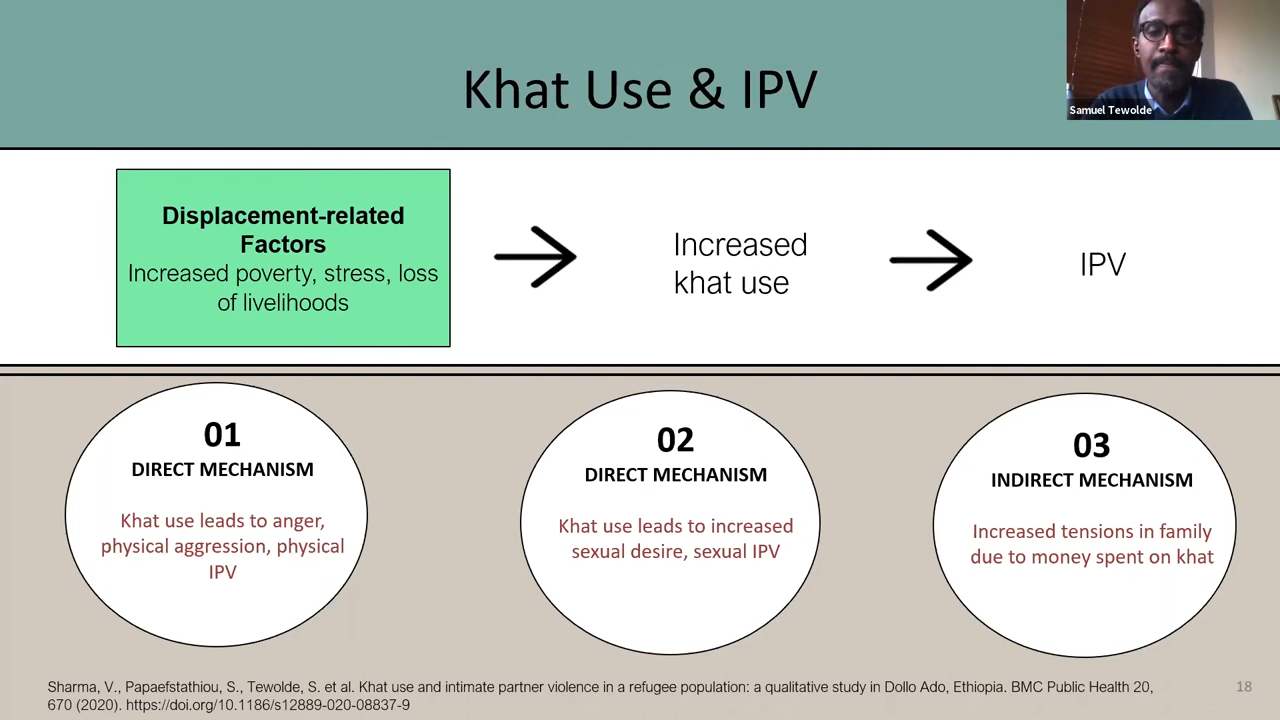 Khat Use & IPV
Samuel Tewolde
Displacement-related
Factors
Increased poverty, stress, loss
of livelihoods
Increased
khat use
IPV
01
DIRECT MECHANISM
Khat use leads to anger,
physical aggression, physical
IPV
02
DIRECT MECHANISM
Khat use leads to increased
sexual desire, sexual IPV
03
INDIRECT MECHANISM
Increased tensions in family
due to money spent on khat
Sharma, V., Papaefstathiou, S., Tewolde, S. et al. Khat use and intimate partner violence in a refugee population: a qualitative study in Dollo Ado, Ethiopia. BMC Public Health 20,
670 (2020). https://doi.org/10.1186/s12889-020-08837-9
18